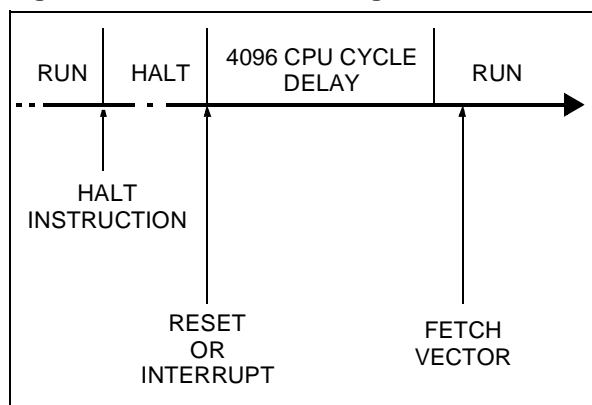 RUN
HALT
4096 CPU CYCLE
DELAY
RUN
HALT
INSTRUCTION
RESET
OR
INTERRUPT
FETCH
VECTOR